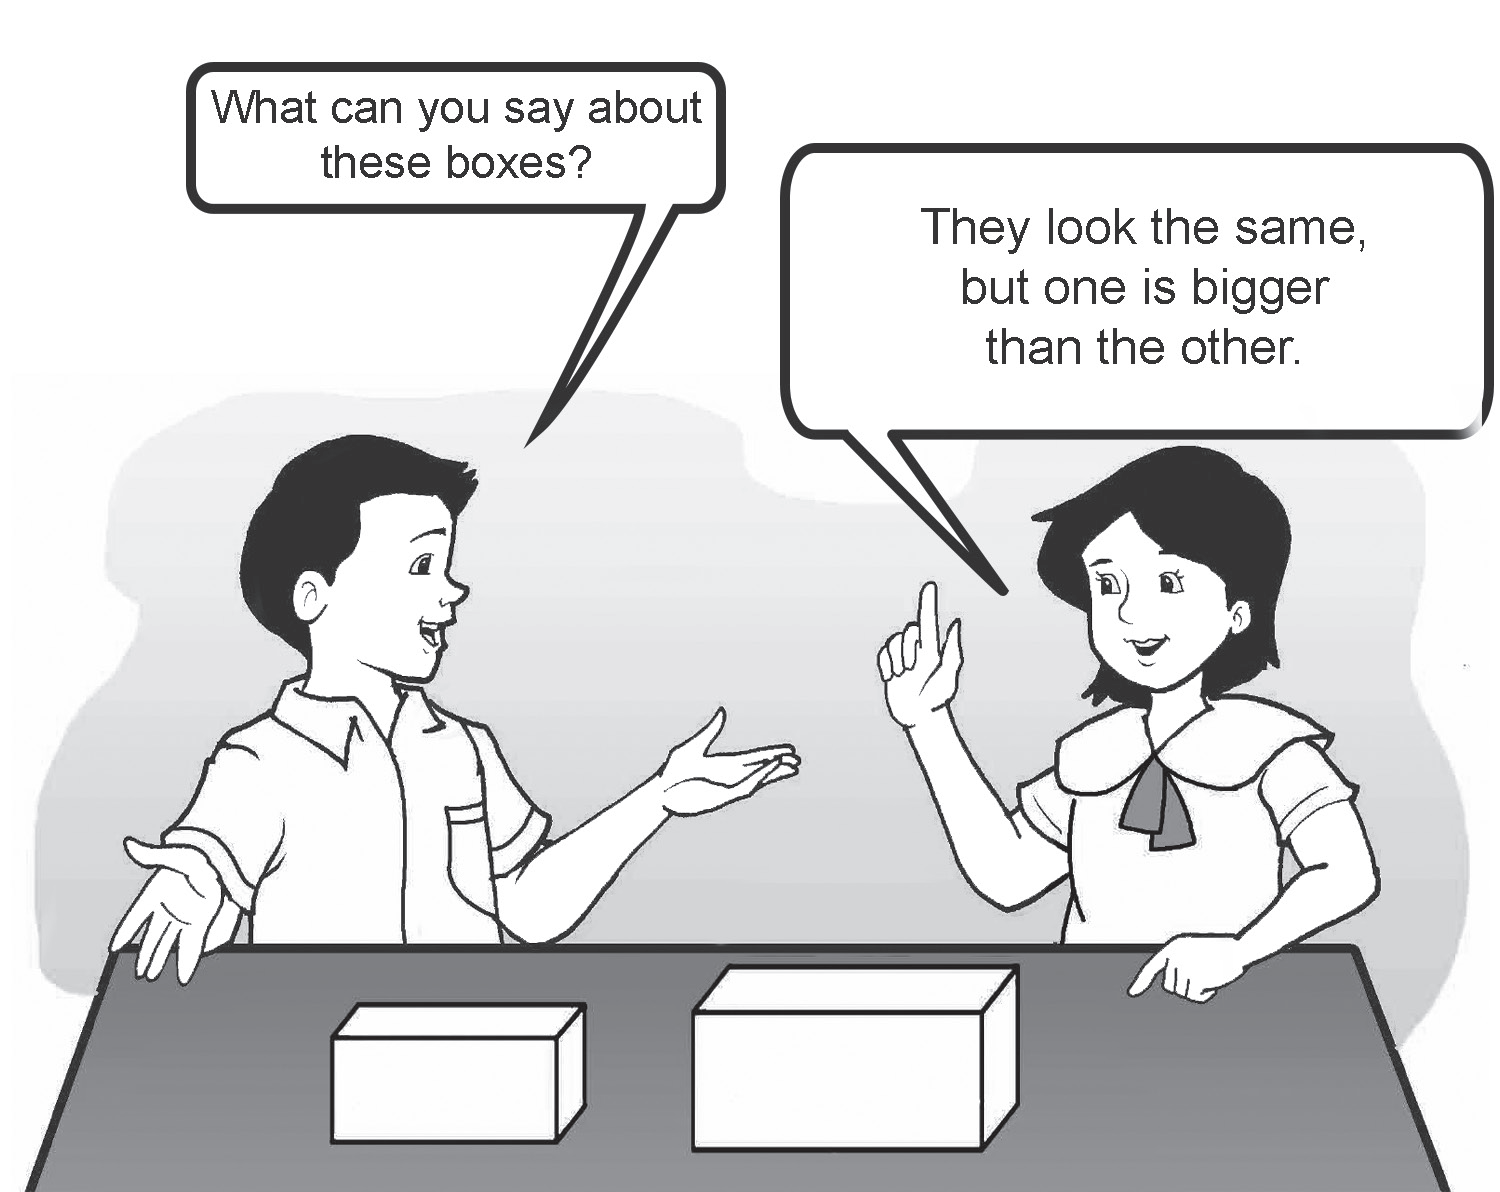 What can you say about
these boxes?
They look the same,
but one is bigger
than the other.